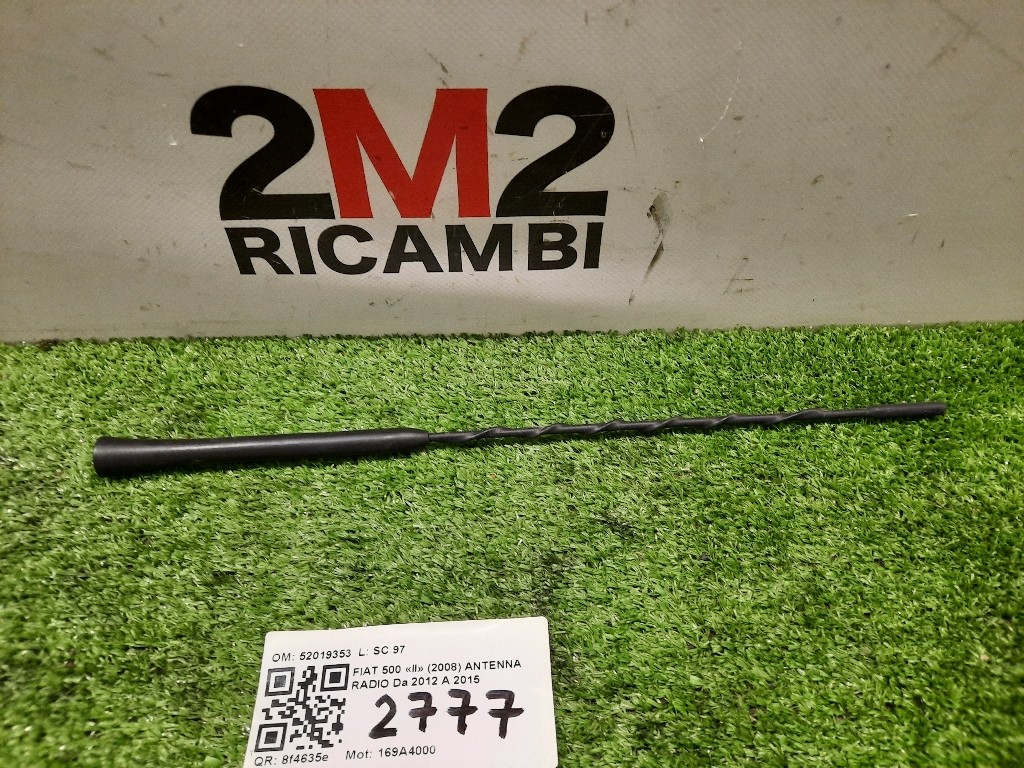 2M2
RICAMBI
OM: 52019353 L: SC 97
FIAT 500 «II» (2008) ANTENNA
RADIO Da 2012 A 2015
2777
QR: 8f4635e Mot: 169A4000